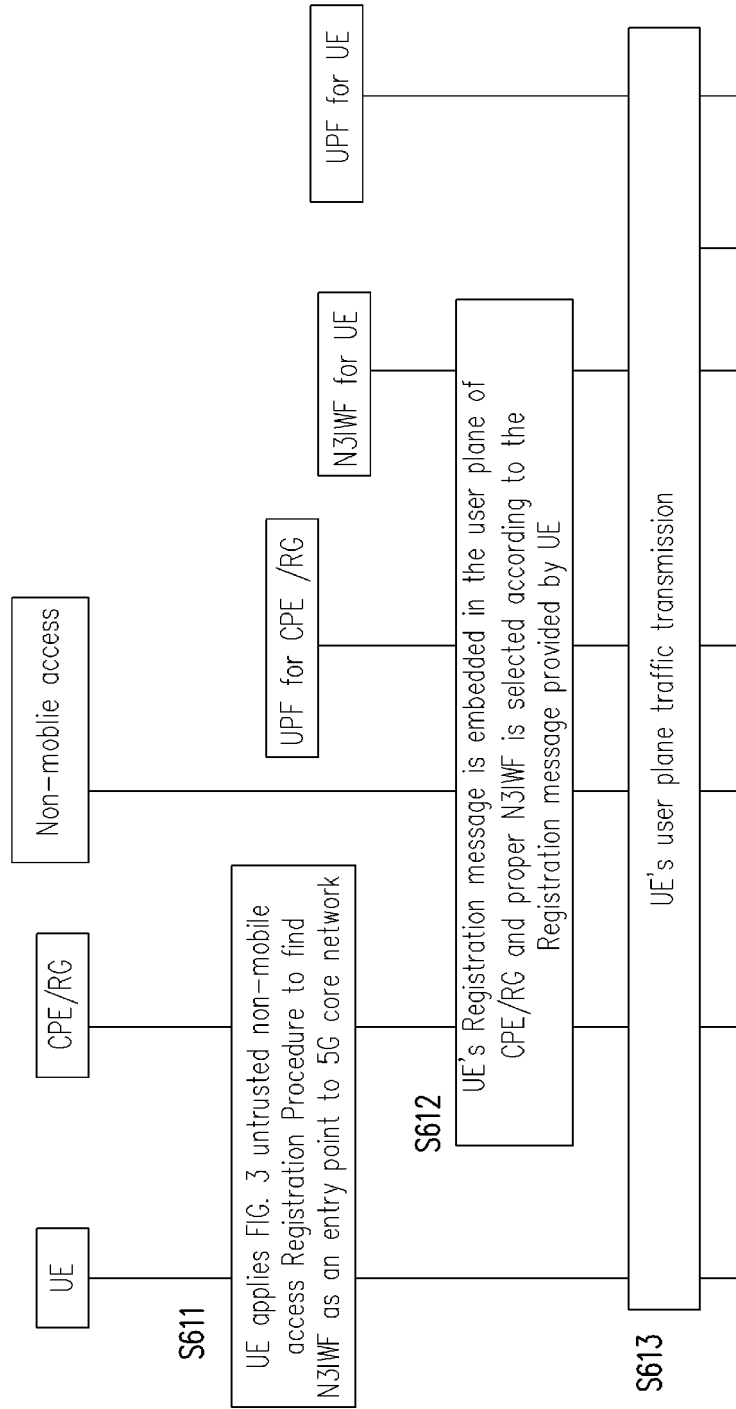 UE
CPE/RG
Non-moblie access
UPF for CPE /RG
N3IWF for UE
UPF for UE
S611
UE applies FIG. 3 untrusted non-mobile
access Registration Procedure to find
N3IWF as an entry point to 5G core network
S612
UE's Registration message is embedded in the user plane of
CPE/RG and proper N3IWF is selected according to the
Registration message provided by UE
S613
UE's user plane traffic transmission